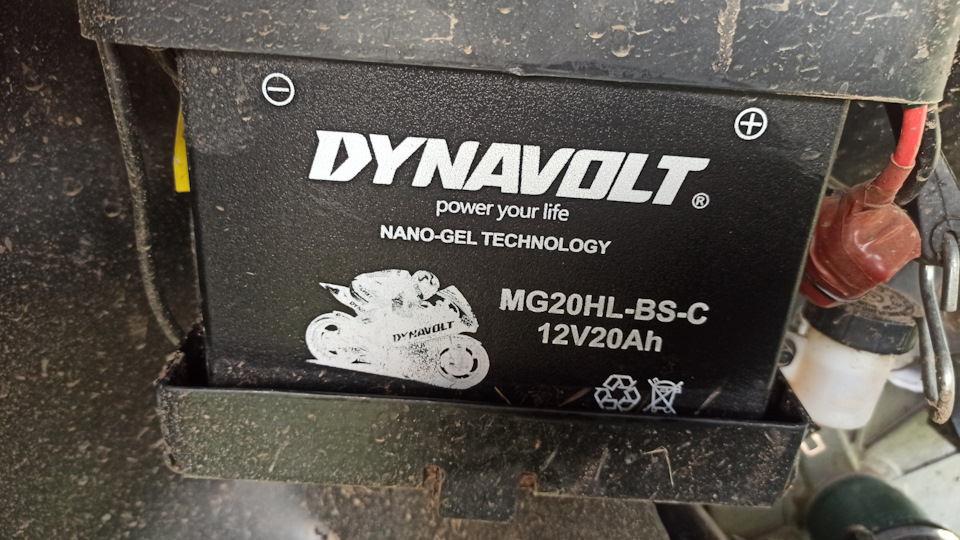 DYNAVOLT®
power your life
NANO-GEL TECHNOLOGY
MG20HL-BS-C
12V20Ah
DYNAVOLT